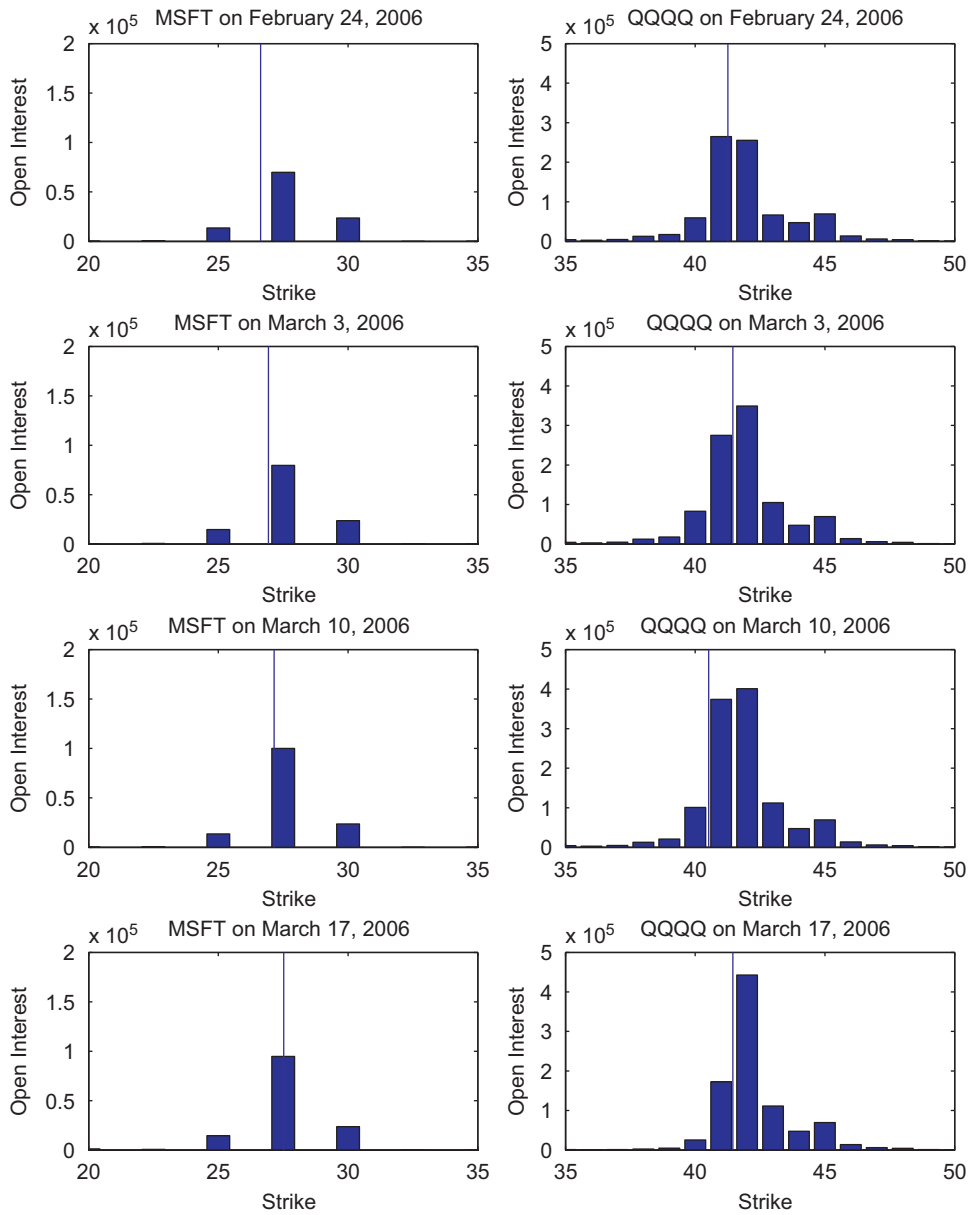 MSFT on February 24, 2006
x 10^5
2
1.5
1
0.5
0
20 25 30 35
Open Interest
Strike
QQQQ on February 24, 2006
x 10^5
5
4
3
2
1
0
35 40 45 50
Open Interest
Strike
MSFT on March 3, 2006
x 10^5
2
1.5
1
0.5
0
20 25 30 35
Open Interest
Strike
QQQQ on March 3, 2006
x 10^5
5
4
3
2
1
0
35 40 45 50
Open Interest
Strike
MSFT on March 10, 2006
x 10^5
2
1.5
1
0.5
0
20 25 30 35
Open Interest
Strike
QQQQ on March 10, 2006
x 10^5
5
4
3
2
1
0
35 40 45 50
Open Interest
Strike
MSFT on March 17, 2006
x 10^5
2
1.5
1
0.5
0
20 25 30 35
Open Interest
Strike
QQQQ on March 17, 2006
x 10^5
5
4
3
2
1
0
35 40 45 50
Open Interest
Strike